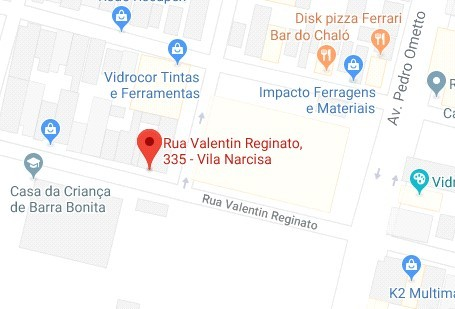 Disk pizza Ferrari
Bar do Chaló
Vidrocor Tintas
e Ferramentas
Impacto Ferragens
e Materiais
Av. Pedro Ometto
Rua Valentin Reginato,
335 - Vila Narcisa
Casa da Criança
de Barra Bonita
Rua Valentin Reginato
Vid
K2 Multima